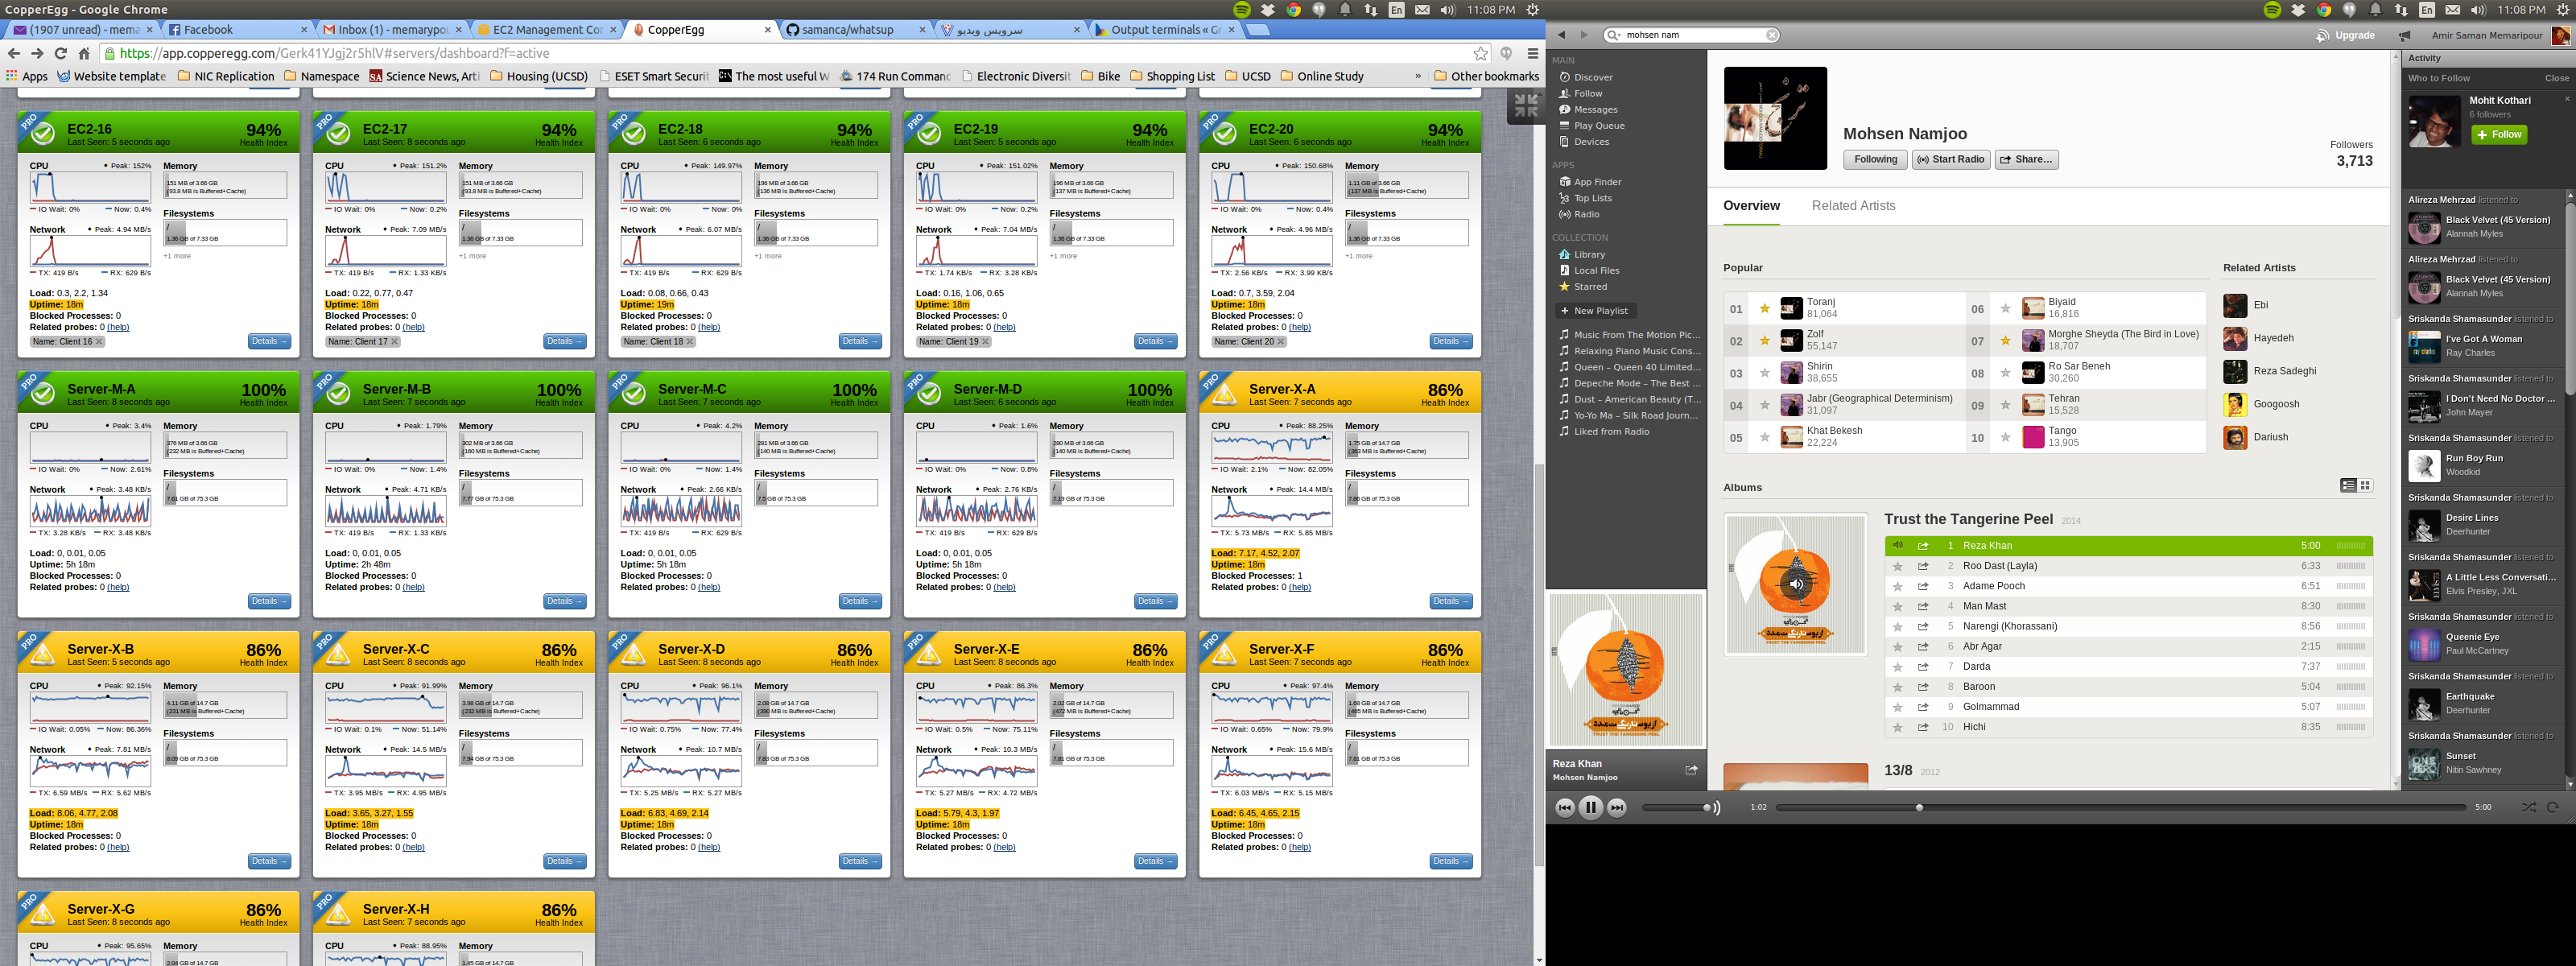 CopperEgg - Google Chrome
En
11:08 PM
(1907 unread) - mema
Facebook
Inbox (1) - memarypou
EC2 Management Cor
CopperEgg
samanca/whatsup
سرویس ویدیو
Output terminals « Gr
https://app.copperegg.com/Gerk41YJgj2r5hlV#servers/dashboard?f=active
Apps
Website template
NIC Replication
Namespace
Science News, Arti
Housing (UCSD)
ESET Smart Securit
The most useful W
174 Run Commanc
Electronic Diversit
Bike
Shopping List
UCSD
Online Study
»
Other bookmarks
PRO
EC2-16
Last Seen: 5 seconds ago
94%
Health Index
CPU
Peak: 152%
IO Wait: 0%
Now: 0.4%
Memory
151 MB of 3.66 GB
(93.8 MB is Buffered+Cache)
Filesystems
1.36 GB of 7.33 GB
+1 more
Network
Peak: 4.94 MB/s
TX: 419 B/s
RX: 629 B/s
Load: 0.3, 2.2, 1.34
Uptime: 18m
Blocked Processes: 0
Related probes: 0 (help)
Name: Client 16
Details →
PRO
EC2-17
Last Seen: 8 seconds ago
94%
Health Index
CPU
Peak: 151.2%
IO Wait: 0%
Now: 0.2%
Memory
151 MB of 3.66 GB
(93.8 MB is Buffered+Cache)
Filesystems
1.36 GB of 7.33 GB
+1 more
Network
Peak: 7.09 MB/s
TX: 419 B/s
RX: 1.33 KB/s
Load: 0.22, 0.77, 0.47
Uptime: 18m
Blocked Processes: 0
Related probes: 0 (help)
Name: Client 17
Details →
PRO
EC2-18
Last Seen: 6 seconds ago
94%
Health Index
CPU
Peak: 149.97%
IO Wait: 0%
Now: 0%
Memory
196 MB of 3.66 GB
(136 MB is Buffered+Cache)
Filesystems
1.36 GB of 7.33 GB
+1 more
Network
Peak: 6.07 MB/s
TX: 419 B/s
RX: 629 B/s
Load: 0.08, 0.66, 0.43
Uptime: 19m
Blocked Processes: 0
Related probes: 0 (help)
Name: Client 18
Details →
PRO
EC2-19
Last Seen: 5 seconds ago
94%
Health Index
CPU
Peak: 151.02%
IO Wait: 0%
Now: 0.2%
Memory
196 MB of 3.66 GB
(137 MB is Buffered+Cache)
Filesystems
1.36 GB of 7.33 GB
+1 more
Network
Peak: 7.04 MB/s
TX: 1.74 KB/s
RX: 3.28 KB/s
Load: 0.16, 1.06, 0.65
Uptime: 18m
Blocked Processes: 0
Related probes: 0 (help)
Name: Client 19
Details →
PRO
EC2-20
Last Seen: 6 seconds ago
94%
Health Index
CPU
Peak: 150.68%
IO Wait: 0%
Now: 0.4%
Memory
1.11 GB of 3.66 GB
(137 MB is Buffered+Cache)
Filesystems
1.36 GB of 7.33 GB
+1 more
Network
Peak: 4.96 MB/s
TX: 2.56 KB/s
RX: 3.99 KB/s
Load: 0.7, 3.59, 2.04
Uptime: 18m
Blocked Processes: 0
Related probes: 0 (help)
Name: Client 20
Details →
PRO
Server-M-A
Last Seen: 8 seconds ago
100%
Health Index
CPU
Peak: 3.4%
IO Wait: 0%
Now: 2.61%
Memory
376 MB of 3.66 GB
(232 MB is Buffered+Cache)
Filesystems
/
7.61 GB of 75.3 GB
Network
Peak: 3.48 KB/s
TX: 3.28 KB/s
RX: 3.48 KB/s
Load: 0, 0.01, 0.05
Uptime: 5h 18m
Blocked Processes: 0
Related probes: 0 (help)
Details →
PRO
Server-M-B
Last Seen: 7 seconds ago
100%
Health Index
CPU
Peak: 1.79%
IO Wait: 0%
Now: 1.4%
Memory
302 MB of 3.66 GB
(160 MB is Buffered+Cache)
Filesystems
/
7.77 GB of 75.3 GB
Network
Peak: 4.71 KB/s
TX: 419 B/s
RX: 1.33 KB/s
Load: 0, 0.01, 0.05
Uptime: 2h 48m
Blocked Processes: 0
Related probes: 0 (help)
Details →
PRO
Server-M-C
Last Seen: 7 seconds ago
100%
Health Index
CPU
Peak: 4.2%
IO Wait: 0%
Now: 1.4%
Memory
281 MB of 3.66 GB
(140 MB is Buffered+Cache)
Filesystems
/
7.5 GB of 75.3 GB
Network
Peak: 2.66 KB/s
TX: 419 B/s
RX: 629 B/s
Load: 0, 0.01, 0.05
Uptime: 5h 18m
Blocked Processes: 0
Related probes: 0 (help)
Details →
PRO
Server-M-D
Last Seen: 6 seconds ago
100%
Health Index
CPU
Peak: 1.6%
IO Wait: 0%
Now: 0.8%
Memory
280 MB of 3.66 GB
(140 MB is Buffered+Cache)
Filesystems
/
7.19 GB of 75.3 GB
Network
Peak: 2.76 KB/s
TX: 419 B/s
RX: 629 B/s
Load: 0, 0.01, 0.05
Uptime: 5h 18m
Blocked Processes: 0
Related probes: 0 (help)
Details →
PRO
Server-X-A
Last Seen: 7 seconds ago
86%
Health Index
CPU
Peak: 88.25%
IO Wait: 2.1%
Now: 82.05%
Memory
1.75 GB of 14.7 GB
(363 MB is Buffered+Cache)
Filesystems
/
7.86 GB of 75.3 GB
Network
Peak: 14.4 MB/s
TX: 5.73 MB/s
RX: 5.85 MB/s
Load: 7.17, 4.52, 2.07
Uptime: 18m
Blocked Processes: 1
Related probes: 0 (help)
Details →
PRO
Server-X-B
Last Seen: 5 seconds ago
86%
Health Index
CPU
Peak: 92.15%
IO Wait: 0.05%
Now: 86.36%
Memory
4.11 GB of 14.7 GB
(231 MB is Buffered+Cache)
Filesystems
/
8.09 GB of 75.3 GB
Network
Peak: 7.81 MB/s
TX: 6.59 MB/s
RX: 5.62 MB/s
Load: 8.06, 4.77, 2.08
Uptime: 18m
Blocked Processes: 0
Related probes: 0 (help)
Details →
PRO
Server-X-C
Last Seen: 8 seconds ago
86%
Health Index
CPU
Peak: 91.99%
IO Wait: 0.1%
Now: 51.14%
Memory
3.98 GB of 14.7 GB
(232 MB is Buffered+Cache)
Filesystems
/
7.94 GB of 75.3 GB
Network
Peak: 14.5 MB/s
TX: 3.95 MB/s
RX: 4.95 MB/s
Load: 3.65, 3.27, 1.55
Uptime: 18m
Blocked Processes: 0
Related probes: 0 (help)
Details →
PRO
Server-X-D
Last Seen: 8 seconds ago
86%
Health Index
CPU
Peak: 96.1%
IO Wait: 0.75%
Now: 77.4%
Memory
2.08 GB of 14.7 GB
(390 MB is Buffered+Cache)
Filesystems
/
7.83 GB of 75.3 GB
Network
Peak: 10.7 MB/s
TX: 5.25 MB/s
RX: 5.27 MB/s
Load: 6.83, 4.69, 2.14
Uptime: 18m
Blocked Processes: 0
Related probes: 0 (help)
Details →
PRO
Server-X-E
Last Seen: 8 seconds ago
86%
Health Index
CPU
Peak: 86.3%
IO Wait: 0.5%
Now: 75.11%
Memory
2.02 GB of 14.7 GB
(472 MB is Buffered+Cache)
Filesystems
/
7.81 GB of 75.3 GB
Network
Peak: 10.3 MB/s
TX: 5.27 MB/s
RX: 4.72 MB/s
Load: 5.79, 4.3, 1.97
Uptime: 18m
Blocked Processes: 0
Related probes: 0 (help)
Details →
PRO
Server-X-F
Last Seen: 7 seconds ago
86%
Health Index
CPU
Peak: 97.4%
IO Wait: 0.65%
Now: 79.9%
Memory
1.68 GB of 14.7 GB
(465 MB is Buffered+Cache)
Filesystems
/
7.81 GB of 75.3 GB
Network
Peak: 15.6 MB/s
TX: 6.03 MB/s
RX: 5.15 MB/s
Load: 6.45, 4.65, 2.15
Uptime: 18m
Blocked Processes: 0
Related probes: 0 (help)
Details →
PRO
Server-X-G
Last Seen: 8 seconds ago
86%
Health Index
CPU
Peak: 95.65%
Memory
2.04 GB of 14.7 GB
PRO
Server-X-H
Last Seen: 7 seconds ago
86%
Health Index
CPU
Peak: 88.95%
Memory
1.45 GB of 14.7 GB
En
11:08 PM
mohsen nam
Upgrade
Amir Saman Memaripour
MAIN
Discover
Follow
Messages
Play Queue
Devices
APPS
App Finder
Top Lists
Radio
COLLECTION
Library
Local Files
Starred
+ New Playlist
Music From The Motion Pic...
Relaxing Piano Music Cons...
Queen – Queen 40 Limited...
Depeche Mode – The Best ...
Dust – American Beauty (T...
Yo-Yo Ma – Silk Road Journ...
Liked from Radio
TRUST THE TANGERINE PEEL
Reza Khan
Mohsen Namjoo
Mohsen Namjoo
Following
Start Radio
Share...
Followers
3,713
Overview
Related Artists
Popular
01
Toranj
81,064
02
Zolf
55,147
03
Shirin
38,655
04
Jabr (Geographical Determinism)
31,097
05
Khat Bekesh
22,224
06
Biyaid
16,816
07
Morghe Sheyda (The Bird in Love)
18,707
08
Ro Sar Beneh
30,260
09
Tehran
15,528
10
Tango
13,905
Related Artists
Ebi
Hayedeh
Reza Sadeghi
Googoosh
Dariush
Albums
TRUST THE TANGERINE PEEL
Trust the Tangerine Peel 2014
1 Reza Khan 5:00
2 Roo Dast (Layla) 6:33
3 Adame Pooch 6:51
4 Man Mast 8:30
5 Narengi (Khorassani) 8:56
6 Abr Agar 2:15
7 Darda 7:37
8 Baroon 5:04
9 Golmammad 5:07
10 Hichi 8:35
13/8 2012
Activity
Who to Follow
Close
Mohit Kothari
6 followers
+ Follow
Alireza Mehrzad listened to
Black Velvet (45 Version)
Alannah Myles
Alireza Mehrzad listened to
Black Velvet (45 Version)
Alannah Myles
Sriskanda Shamasunder listened to
I've Got A Woman
Ray Charles
Sriskanda Shamasunder listened to
I Don't Need No Doctor ...
John Mayer
Sriskanda Shamasunder listened to
Run Boy Run
Woodkid
Sriskanda Shamasunder listened to
Desire Lines
Deerhunter
Sriskanda Shamasunder listened to
A Little Less Conversati...
Elvis Presley, JXL
Sriskanda Shamasunder listened to
Queenie Eye
Paul McCartney
Sriskanda Shamasunder listened to
Earthquake
Deerhunter
Sriskanda Shamasunder listened to
Sunset
Nitin Sawhney
1:02
5:00